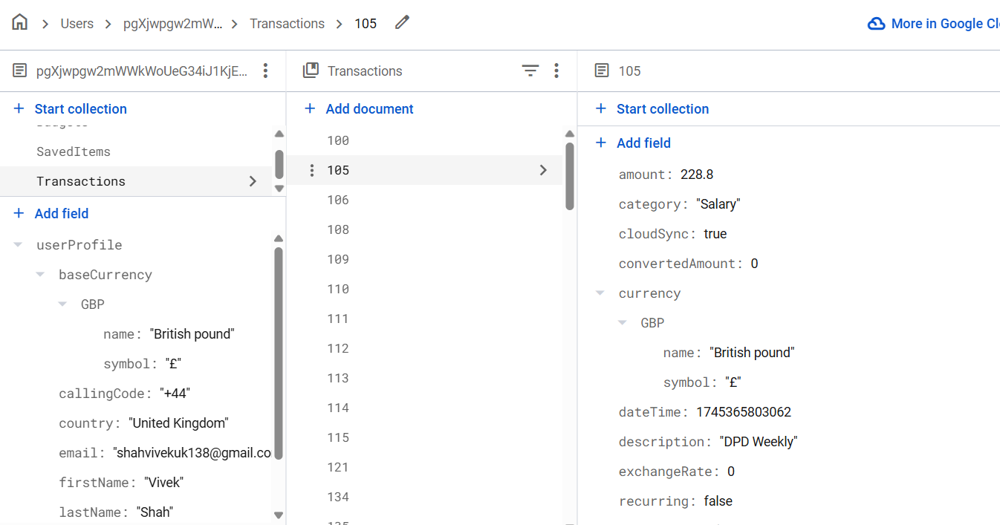 Users > pgXjwpgw2mW... > Transactions > 105
More in Google Cl
pgXjwpgw2mWWkWoUeG34iJ1KjE...
Start collection
SavedItems
Transactions
Add field
userProfile
baseCurrency
GBP
name: "British pound"
symbol: "£"
callingCode: "+44"
country: "United Kingdom"
email: "shahvivekuk138@gmail.co
firstName: "Vivek"
lastName: "Shah"
Transactions
Add document
100
105
106
108
109
110
111
112
113
114
115
121
134
105
Start collection
Add field
amount: 228.8
category: "Salary"
cloudSync: true
convertedAmount: 0
currency
GBP
name: "British pound"
symbol: "£"
dateTime: 1745365803062
description: "DPD Weekly"
exchangeRate: 0
recurring: false